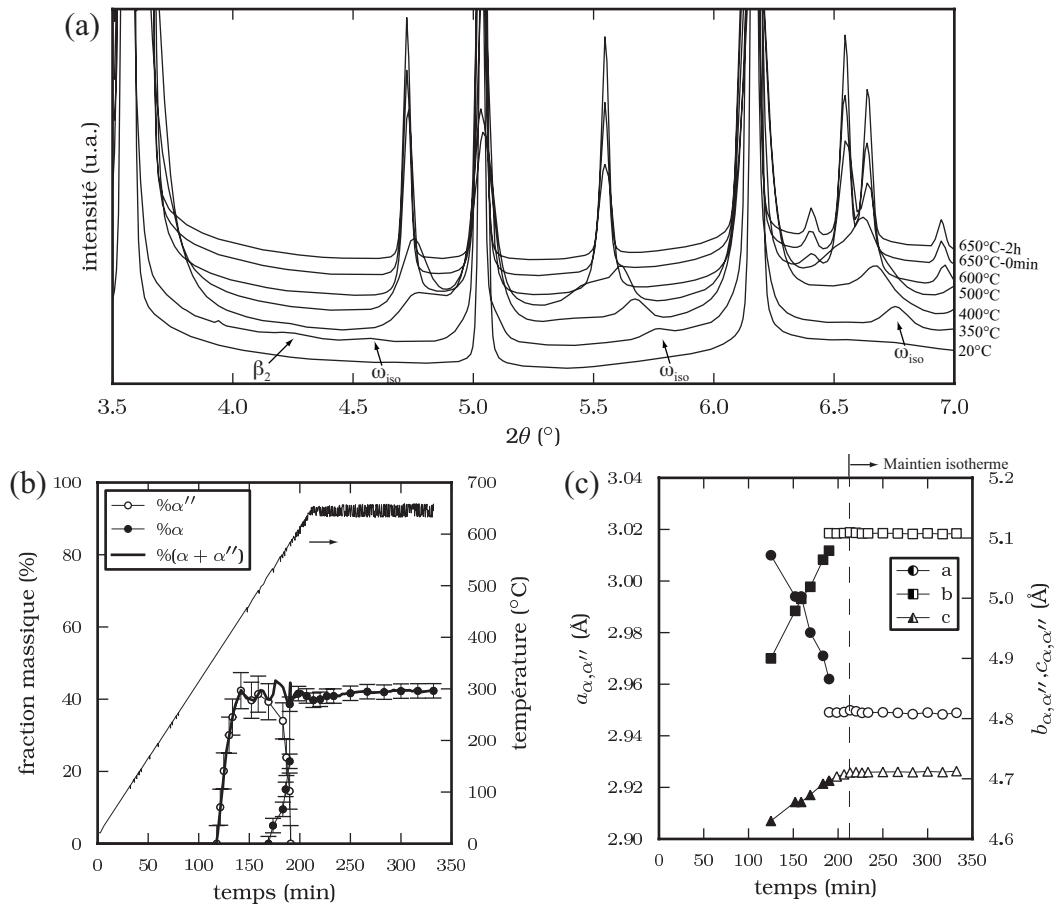 (a)
intensité (u.a.)
650°C-2h
650°C-0min
600°C
500°C
400°C
350°C
20°C
β2
ωiso
ωiso
ωiso
3.5 4.0 4.5 5.0 5.5 6.0 6.5 7.0
2θ (°)
(b)
%α''
%α
%(α + α'')
fraction massique (%)
100
80
60
40
20
0
température (°C)
700
600
500
400
300
200
100
0
0 50 100 150 200 250 300 350
temps (min)
(c)
Maintien isotherme
a
b
c
aα,α'' (Å)
3.04
3.02
3.00
2.98
2.96
2.94
2.92
2.90
bα,α'',cα,α'' (Å)
5.2
5.1
5.0
4.9
4.8
4.7
4.6
0 50 100 150 200 250 300 350
temps (min)